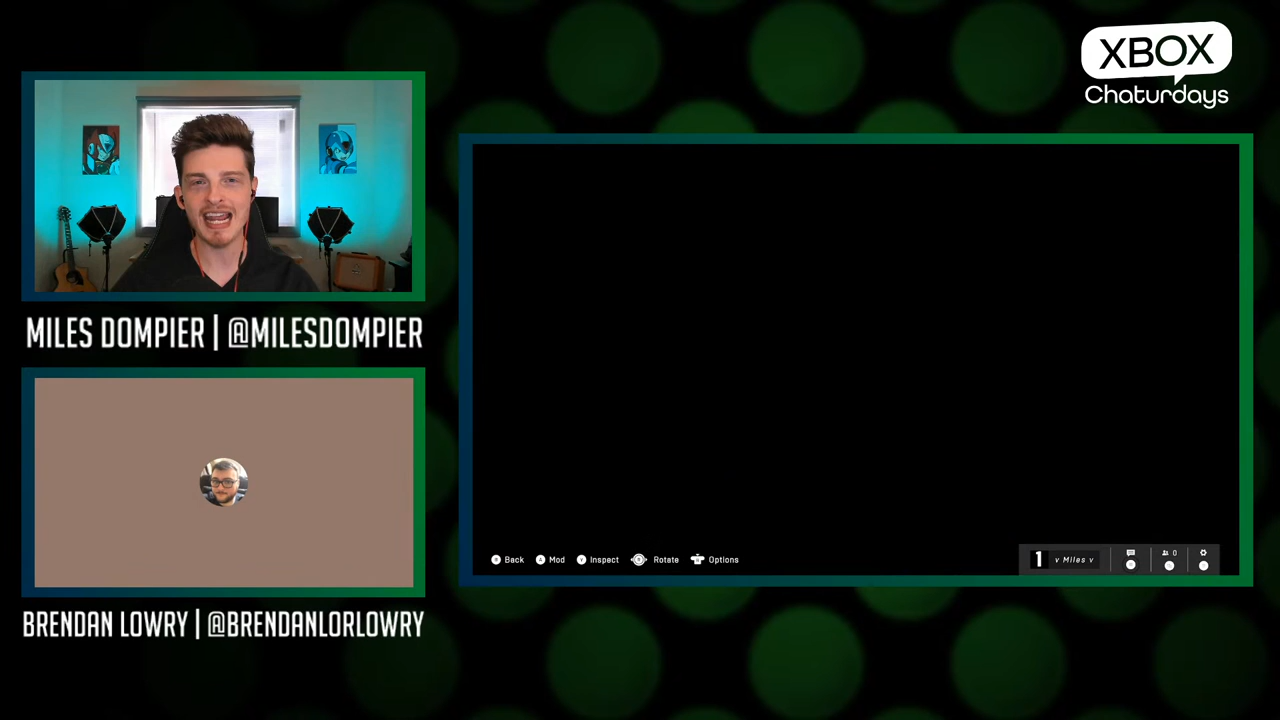 XBOX
Chaturdays
MILES DOMPIER | @MILESDOMPIER
BRENDAN LOWRY | @BRENDANLORLOWRY
Back Mod Inspect Rotate Options
1 v Miles v 0